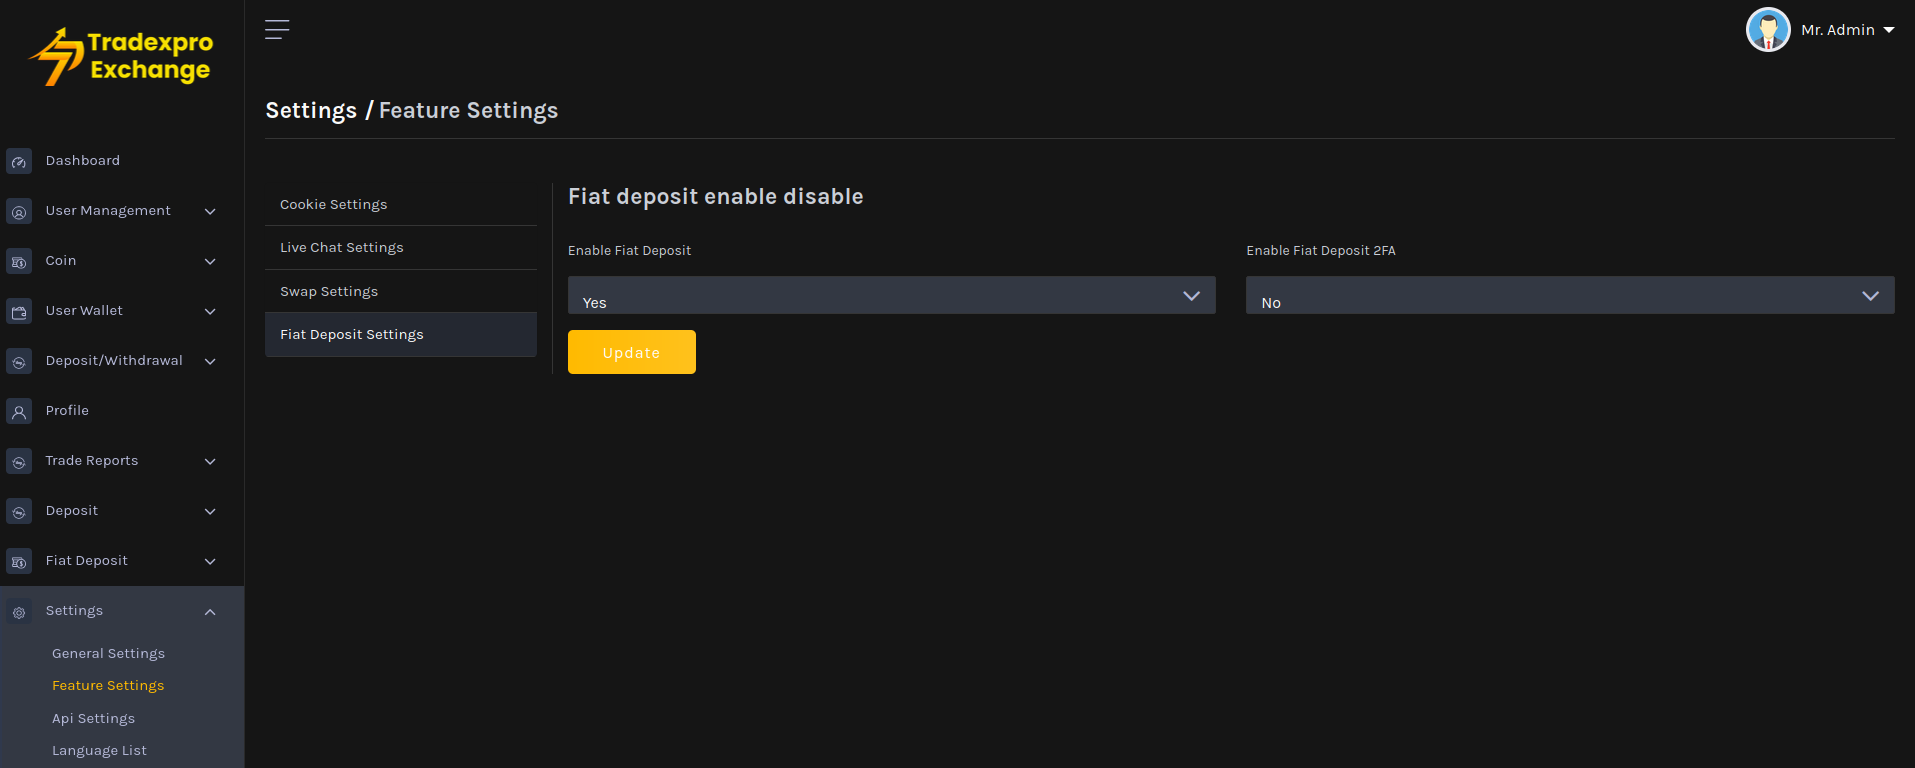 Tradexpro
Exchange
Mr. Admin
Settings / Feature Settings
Dashboard
User Management
Coin
User Wallet
Deposit/Withdrawal
Profile
Trade Reports
Deposit
Fiat Deposit
Settings
General Settings
Feature Settings
Api Settings
Language List
Cookie Settings
Live Chat Settings
Swap Settings
Fiat Deposit Settings
Fiat deposit enable disable
Enable Fiat Deposit
Yes
Enable Fiat Deposit 2FA
No
Update